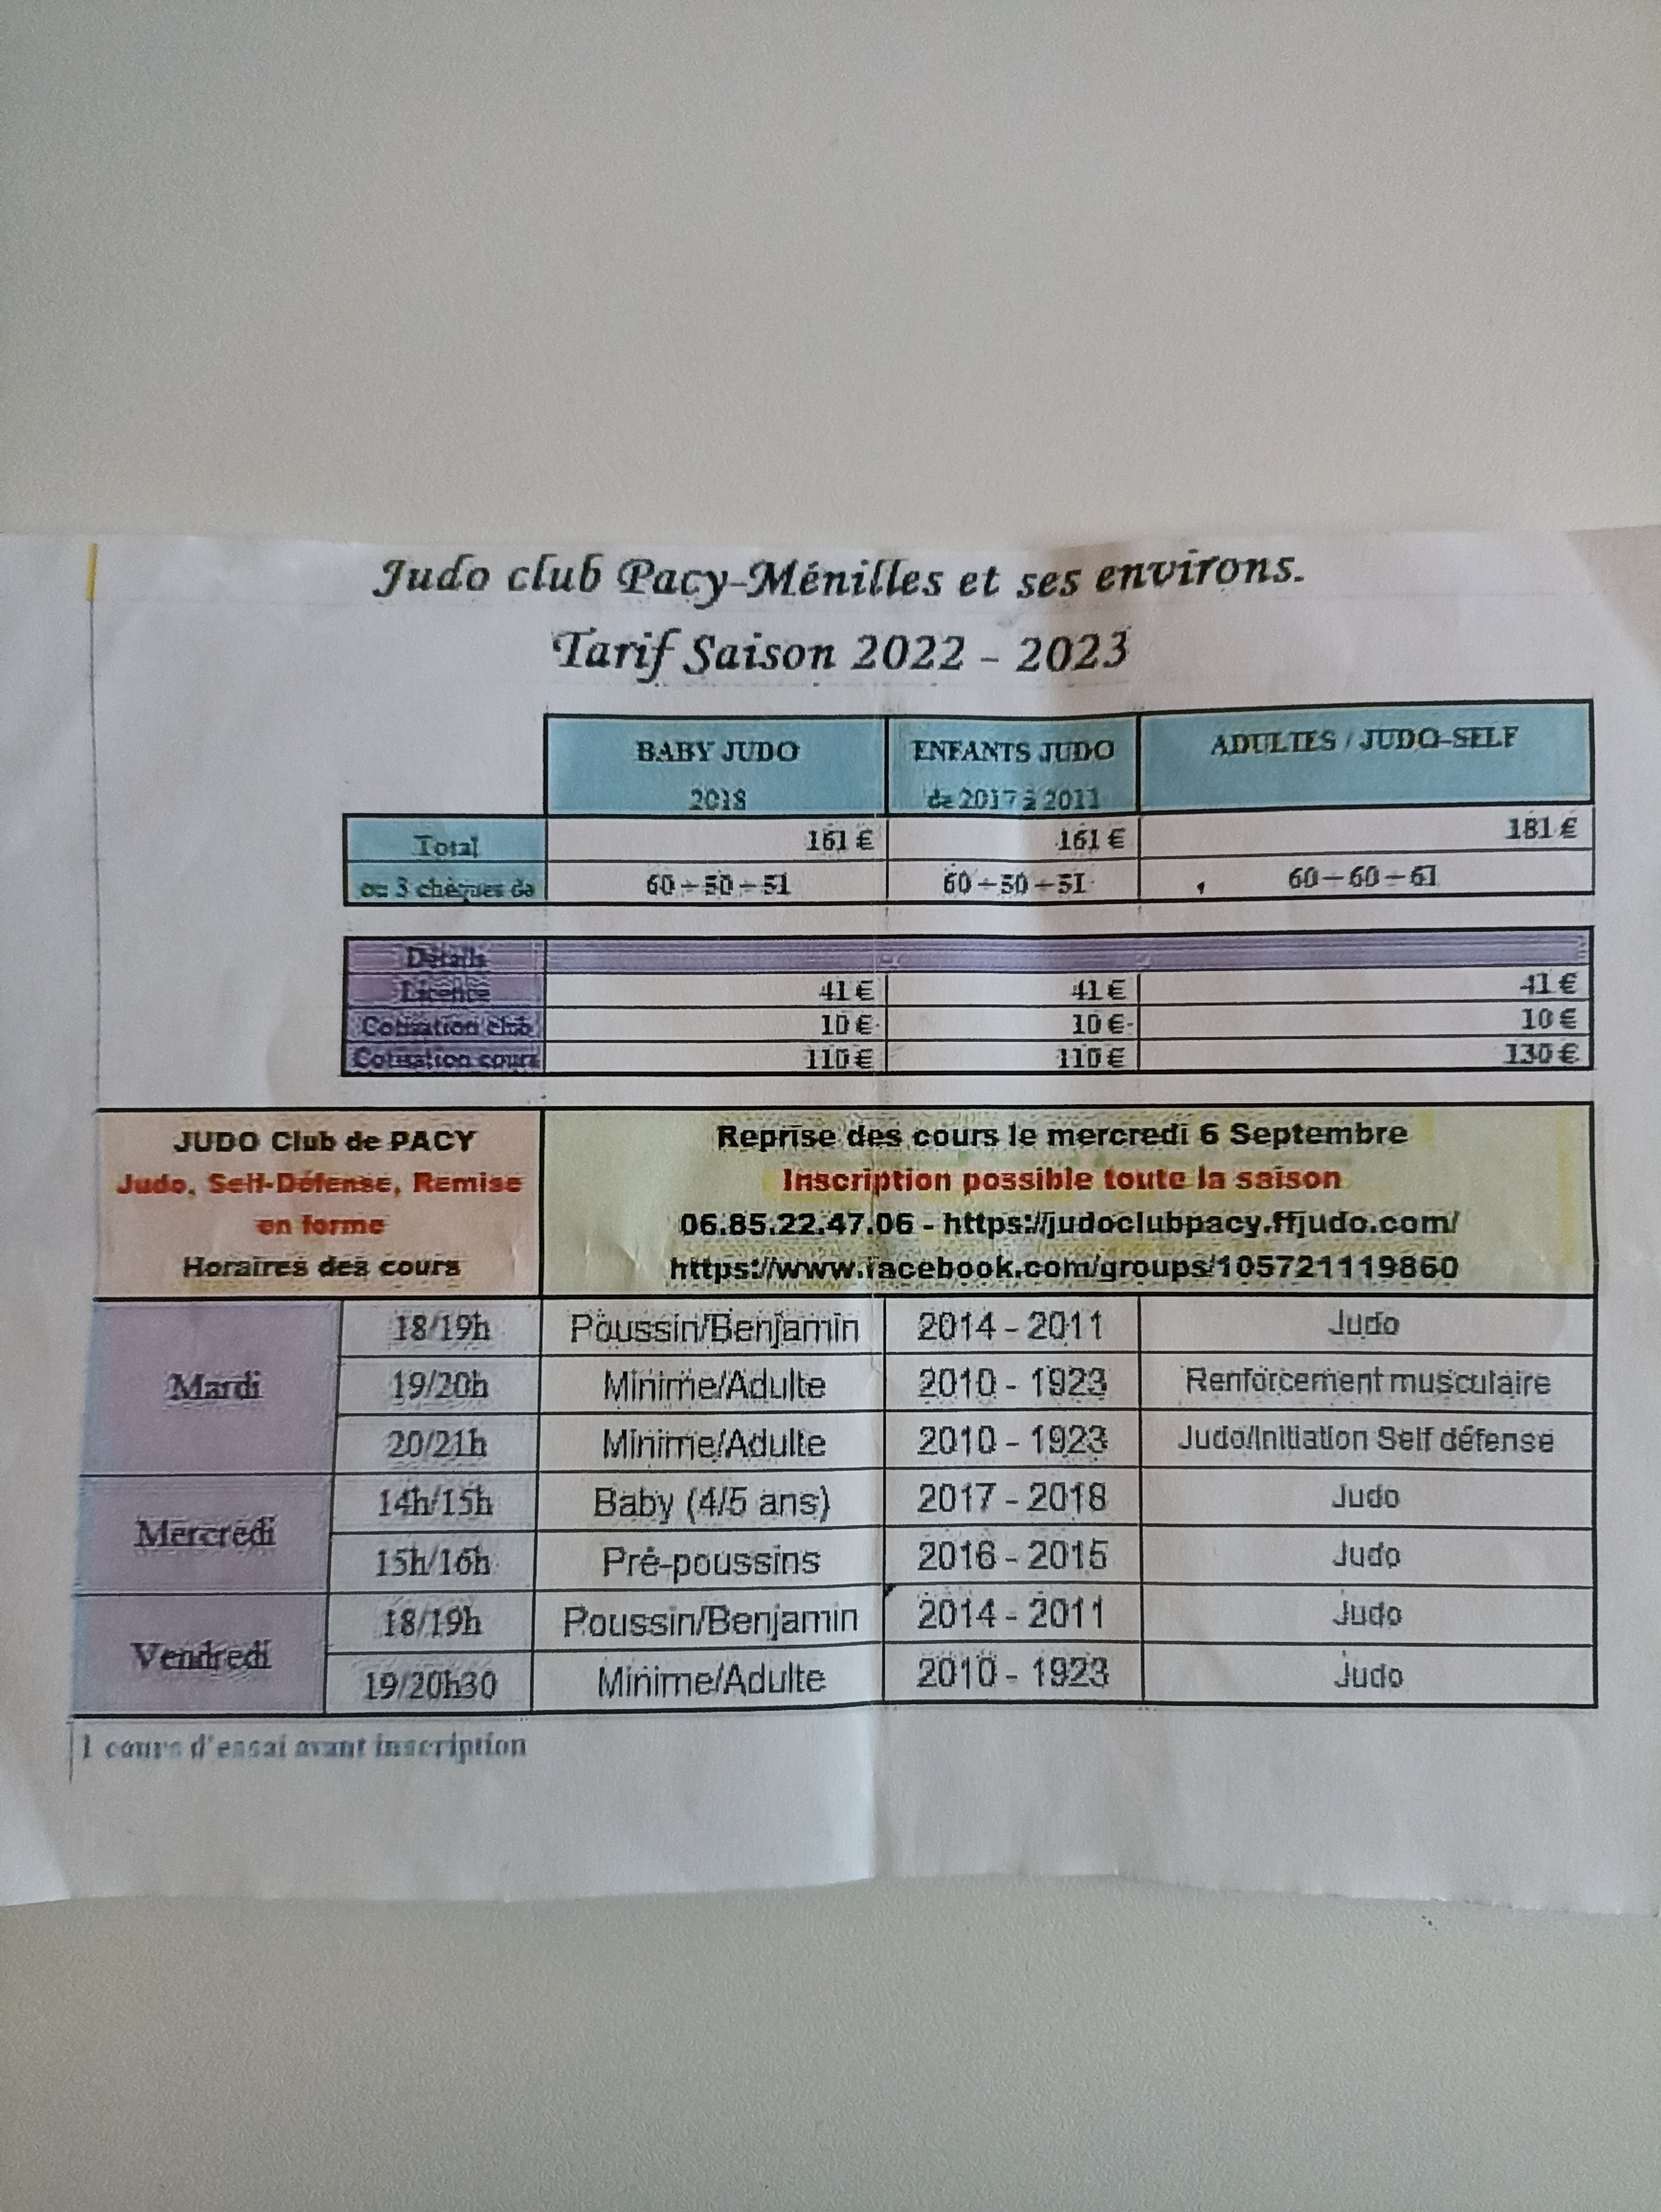 Judo club Pacy-Ménilles et ses environs.
Tarif Saison 2022 - 2023
BABY JUDO ENFANTS JUDO ADULTES / JUDO-SELF
2018 de 2017 à 2011
Total 161 € 161 € 181 €
ou 3 chèques de 60+50+51 60+50+51 60+60+61
Détails
Licence 41 € 41 € 41 €
Cotisation club 10 € 10 € 10 €
Cotisation cours 110 € 110 € 130 €
JUDO Club de PACY
Judo, Self-Défense, Remise
en forme
Horaires des cours
Reprise des cours le mercredi 6 Septembre
Inscription possible toute la saison
06.85.22.47.06 - https://judoclubpacy.ffjudo.com/
https://www.facebook.com/groups/105721119860
Mardi
18/19h Poussin/Benjamin 2014 - 2011 Judo
19/20h Minime/Adulte 2010 - 1923 Renforcement musculaire
20/21h Minime/Adulte 2010 - 1923 Judo/Initiation Self défense
Mercredi
14h/15h Baby (4/5 ans) 2017 - 2018 Judo
15h/16h Pré-poussins 2016 - 2015 Judo
Vendredi
18/19h Poussin/Benjamin 2014 - 2011 Judo
19/20h30 Minime/Adulte 2010 - 1923 Judo
1 cours d'essai avant inscription